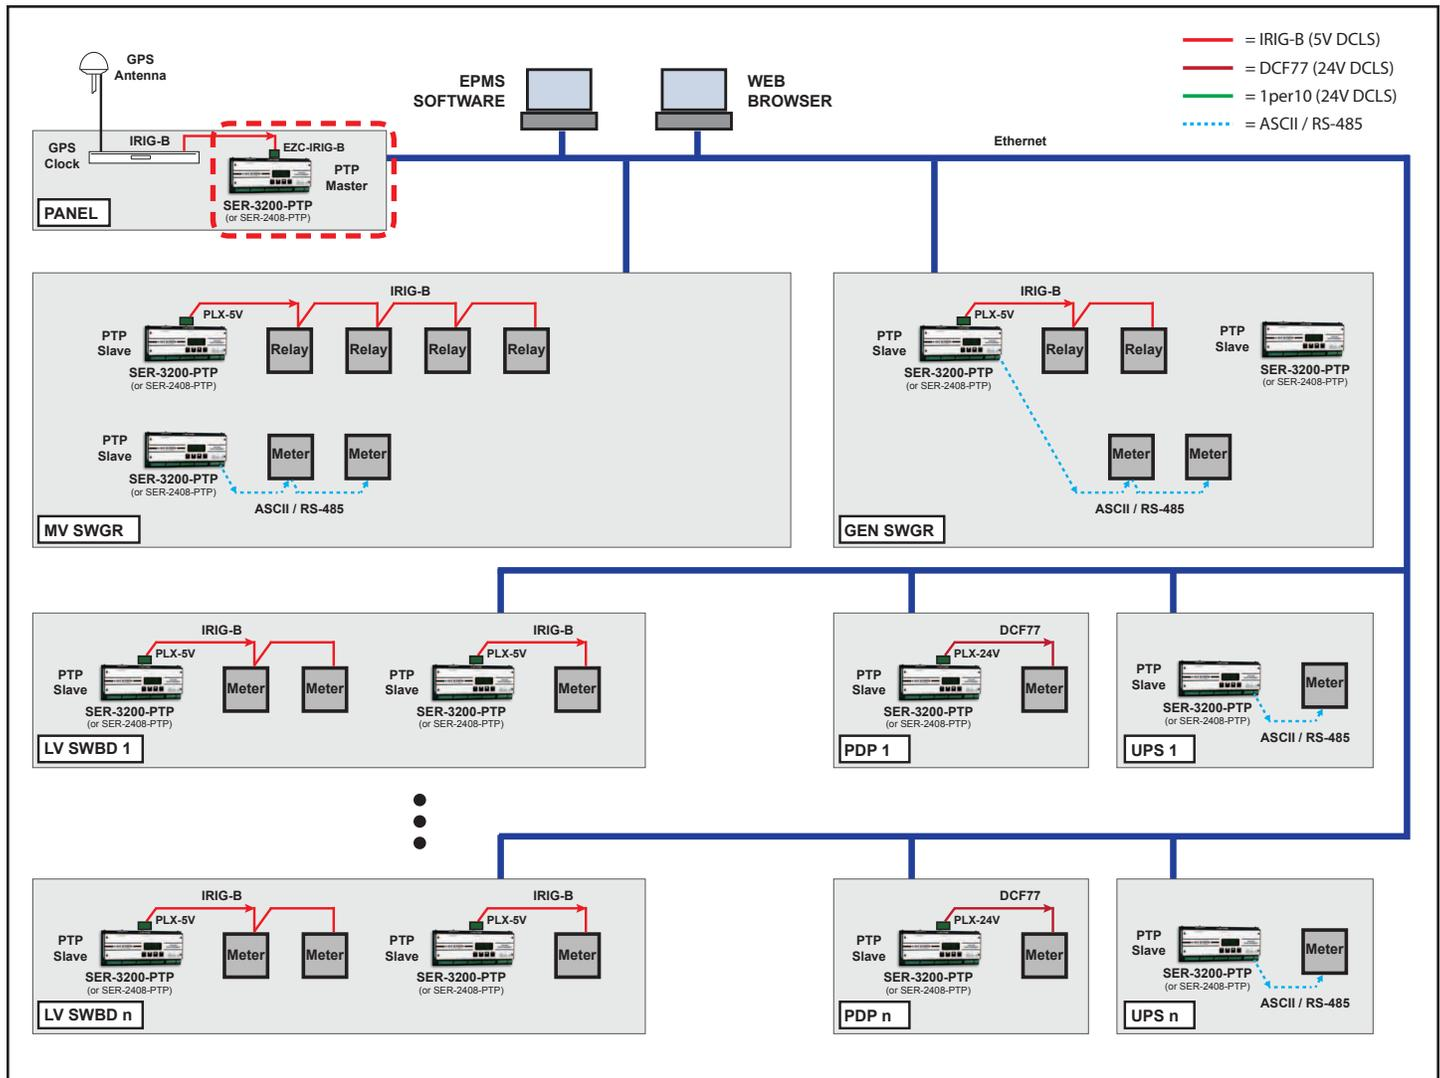 = IRIG-B (5V DCLS)
= DCF77 (24V DCLS)
= 1per10 (24V DCLS)
= ASCII / RS-485
GPS
Antenna
EPMS
SOFTWARE
WEB
BROWSER
Ethernet
GPS
Clock
IRIG-B
EZC-IRIG-B
PTP
Master
SER-3200-PTP
(or SER-2408-PTP)
PANEL
IRIG-B
PLX-5V
PTP
Slave
Relay
Relay
Relay
Relay
SER-3200-PTP
(or SER-2408-PTP)
PTP
Slave
Meter
Meter
SER-3200-PTP
(or SER-2408-PTP)
ASCII / RS-485
MV SWGR
IRIG-B
PLX-5V
PTP
Slave
Relay
Relay
SER-3200-PTP
(or SER-2408-PTP)
PTP
Slave
SER-3200-PTP
(or SER-2408-PTP)
Meter
Meter
ASCII / RS-485
GEN SWGR
IRIG-B
PLX-5V
PTP
Slave
Meter
Meter
SER-3200-PTP
(or SER-2408-PTP)
IRIG-B
PLX-5V
PTP
Slave
Meter
SER-3200-PTP
(or SER-2408-PTP)
LV SWBD 1
DCF77
PLX-24V
PTP
Slave
Meter
SER-3200-PTP
(or SER-2408-PTP)
PDP 1
PTP
Slave
Meter
SER-3200-PTP
(or SER-2408-PTP)
ASCII / RS-485
UPS 1
IRIG-B
PLX-5V
PTP
Slave
Meter
Meter
SER-3200-PTP
(or SER-2408-PTP)
IRIG-B
PLX-5V
PTP
Slave
Meter
SER-3200-PTP
(or SER-2408-PTP)
LV SWBD n
DCF77
PLX-24V
PTP
Slave
Meter
SER-3200-PTP
(or SER-2408-PTP)
PDP n
PTP
Slave
Meter
SER-3200-PTP
(or SER-2408-PTP)
ASCII / RS-485
UPS n